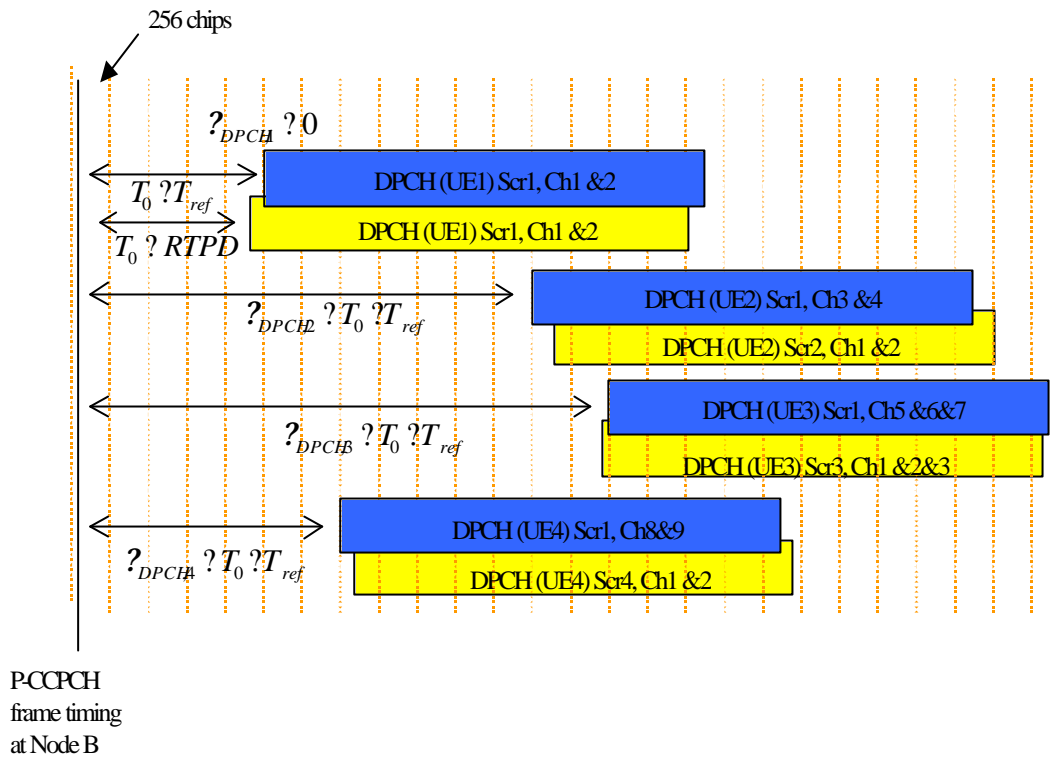 256 chips
?DPCH1 ? 0
DPCH (UE1) Scr1, Ch1 &2
T0 ?Tref
DPCH (UE1) Scr1, Ch1 &2
T0 ? RTPD
DPCH (UE2) Scr1, Ch3 &4
?DPCH2 ? T0 ?Tref
DPCH (UE2) Scr2, Ch1 &2
DPCH (UE3) Scr1, Ch5 &6&7
?DPCH3 ? T0 ?Tref
DPCH (UE3) Scr3, Ch1 &2&3
DPCH (UE4) Scr1, Ch8&9
?DPCH4 ? T0 ?Tref
DPCH (UE4) Scr4, Ch1 &2
P-CCPCH
frame timing
at Node B